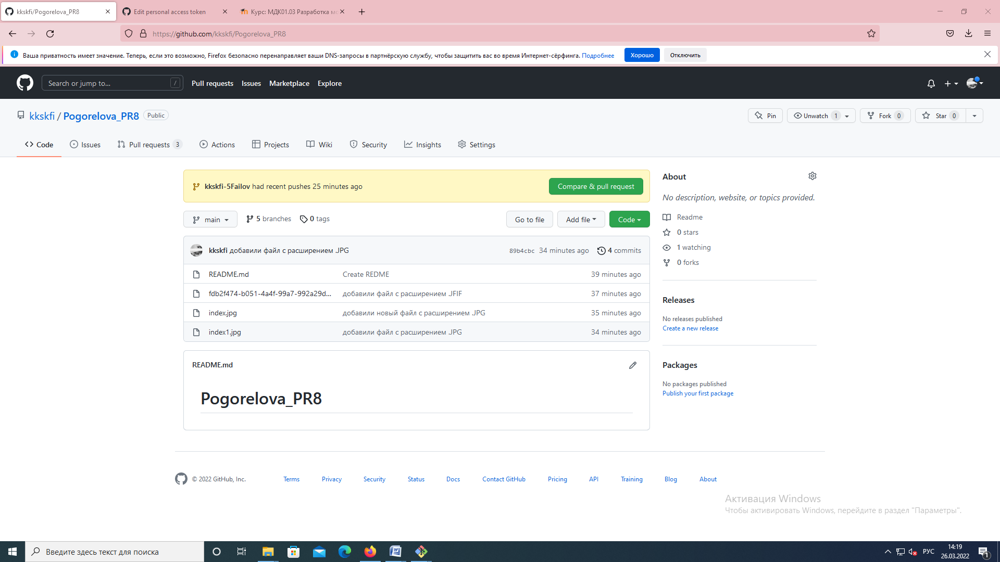 kkskfi/Pogorelova_PR8
Edit personal access token
Курс: МДК01.03 Разработка мо
https://github.com/kkskfi/Pogorelova_PR8
Ваша приватность имеет значение. Теперь, если это возможно, Firefox безопасно перенаправляет ваши DNS-запросы в партнёрскую службу, чтобы защитить вас во время Интернет-сёрфинга. Подробнее
Хорошо
Отключить
Search or jump to...
/
Pull requests
Issues
Marketplace
Explore
kkskfi / Pogorelova_PR8
Public
Pin
Unwatch 1
Fork 0
Star 0
Code
Issues
Pull requests 3
Actions
Projects
Wiki
Security
Insights
Settings
kkskfi-5Failov had recent pushes 25 minutes ago
Compare & pull request
main
5 branches
0 tags
Go to file
Add file
Code
kkskfi добавили файл с расширением .JPG
89b4cbc 34 minutes ago
4 commits
README.md
Create REDME
39 minutes ago
fdb2f474-b051-4a4f-99a7-992a29d...
добавили файл с расширением .JFIF
37 minutes ago
index.jpg
добавили новый файл с расширением .JPG
35 minutes ago
index1.jpg
добавили файл с расширением .JPG
34 minutes ago
README.md
Pogorelova_PR8
About
No description, website, or topics provided.
Readme
0 stars
1 watching
0 forks
Releases
No releases published
Create a new release
Packages
No packages published
Publish your first package
© 2022 GitHub, Inc.
Terms
Privacy
Security
Status
Docs
Contact GitHub
Pricing
API
Training
Blog
About
Активация Windows
Чтобы активировать Windows, перейдите в раздел "Параметры".
Введите здесь текст для поиска
РУС
14:19
26.03.2022
1